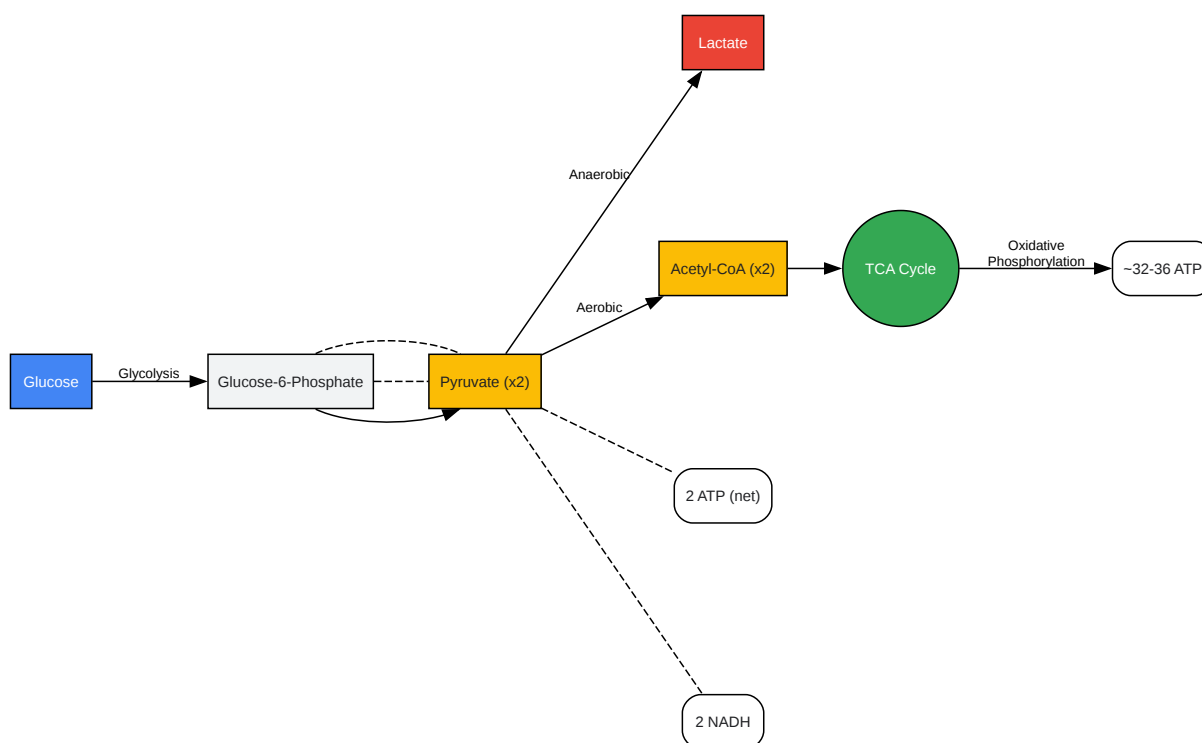 Lactate
Anaerobic
Oxidative
Phosphorylation
Acetyl-CoA (x2)
TCA Cycle
~32-36 ATP
Aerobic
Glycolysis
Glucose
Glucose-6-Phosphate
Pyruvate (x2)
2 ATP (net)
2 NADH